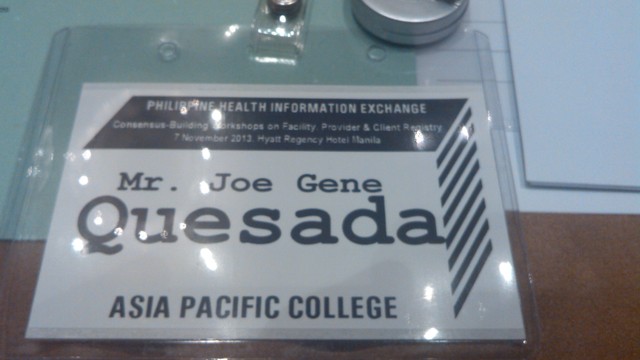 PHILIPPINE HEALTH INFORMATION EXCHANGE
Consensus-Building Workshops on Facility, Provider & Client Registry
7 November 2013. Hyatt Regency Hotel Manila
Mr. Joe Gene
Quesada
ASIA PACIFIC COLLEGE